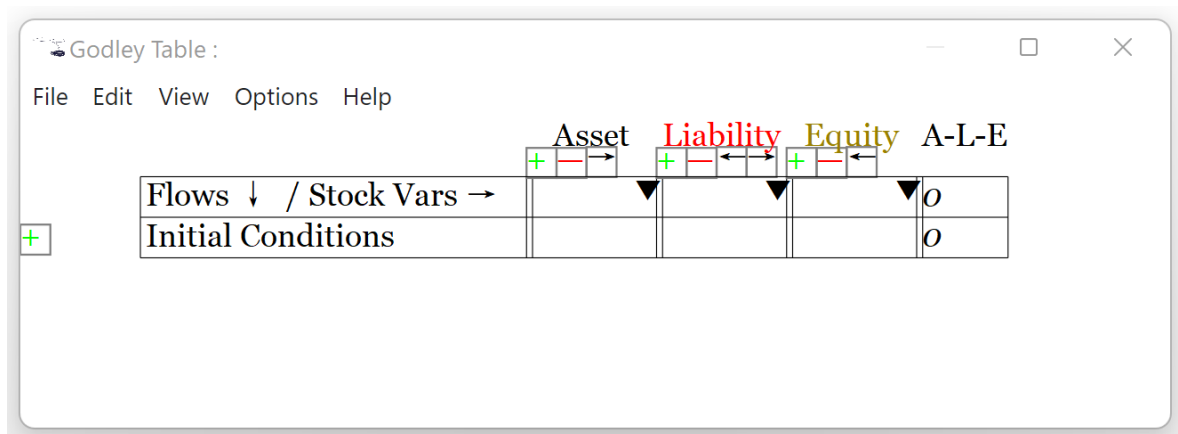 Godley Table :
File Edit View Options Help
Asset Liability Equity A-L-E
+ — → + — ← → + — ←
Flows ↓ / Stock Vars → ▼ ▼ ▼ 0
+ Initial Conditions 0